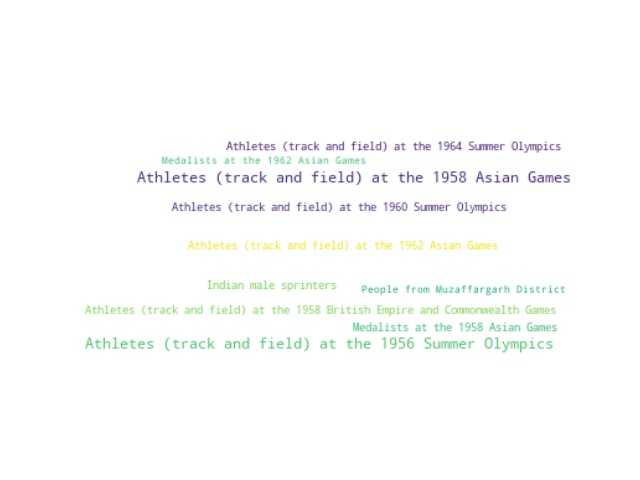 Athletes (track and field) at the 1964 Summer Olympics
Medalists at the 1962 Asian Games
Athletes (track and field) at the 1958 Asian Games
Athletes (track and field) at the 1960 Summer Olympics
Athletes (track and field) at the 1962 Asian Games
Indian male sprinters
People from Muzaffargarh District
Athletes (track and field) at the 1958 British Empire and Commonwealth Games
Medalists at the 1958 Asian Games
Athletes (track and field) at the 1956 Summer Olympics